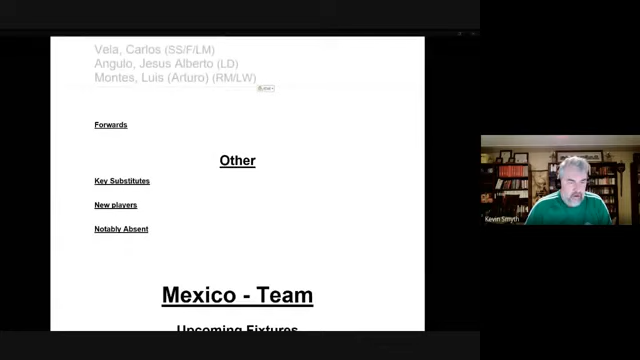 Vela, Carlos (SS/F/LM)
Angulo, Jesus Alberto (LD)
Montes, Luis (Arturo) (RM/LW)
Forwards
Other
Key Substitutes
New players
Notably Absent
Kevin Smyth
Mexico - Team
Upcoming Fixtures